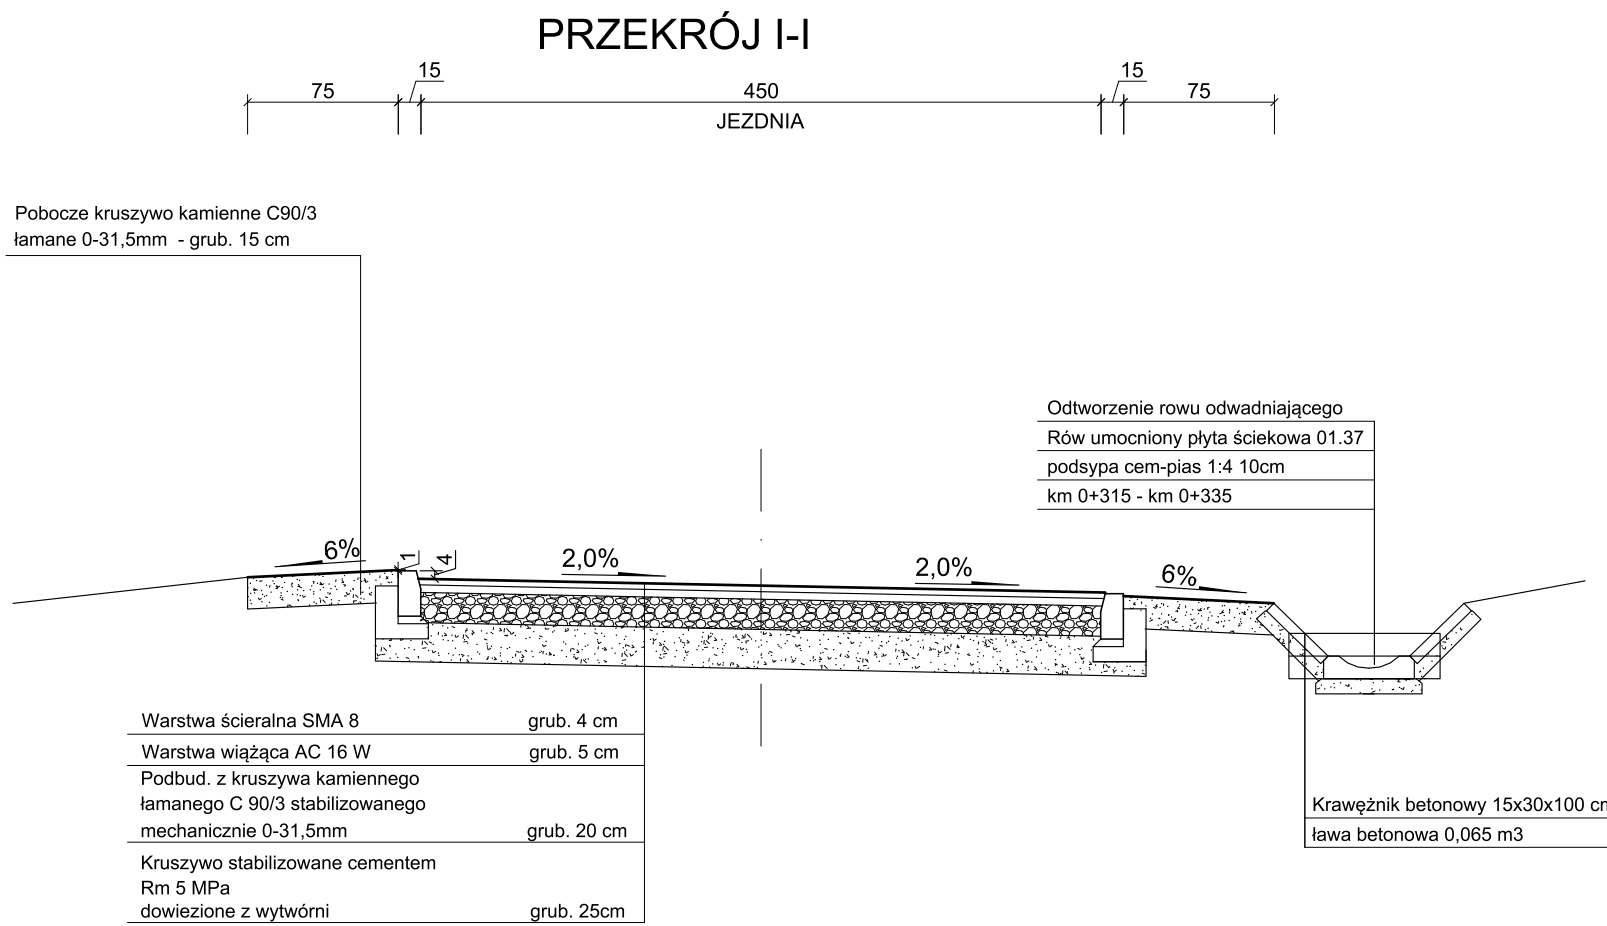 PRZEKRÓJ I-I
75 15 450 15 75
JEZDNIA
Pobocze kruszywo kamienne C90/3
łamane 0-31,5mm - grub. 15 cm
Odtworzenie rowu odwadniającego
Rów umocniony płyta ściekowa 01.37
podsypa cem-pias 1:4 10cm
km 0+315 - km 0+335
6% 1 4 2,0% 2,0% 6%
Warstwa ścieralna SMA 8 grub. 4 cm
Warstwa wiążąca AC 16 W grub. 5 cm
Podbud. z kruszywa kamiennego
łamanego C 90/3 stabilizowanego
mechanicznie 0-31,5mm grub. 20 cm
Kruszywo stabilizowane cementem
Rm 5 MPa
dowiezione z wytwórni grub. 25cm
Krawężnik betonowy 15x30x100 cm
ława betonowa 0,065 m3